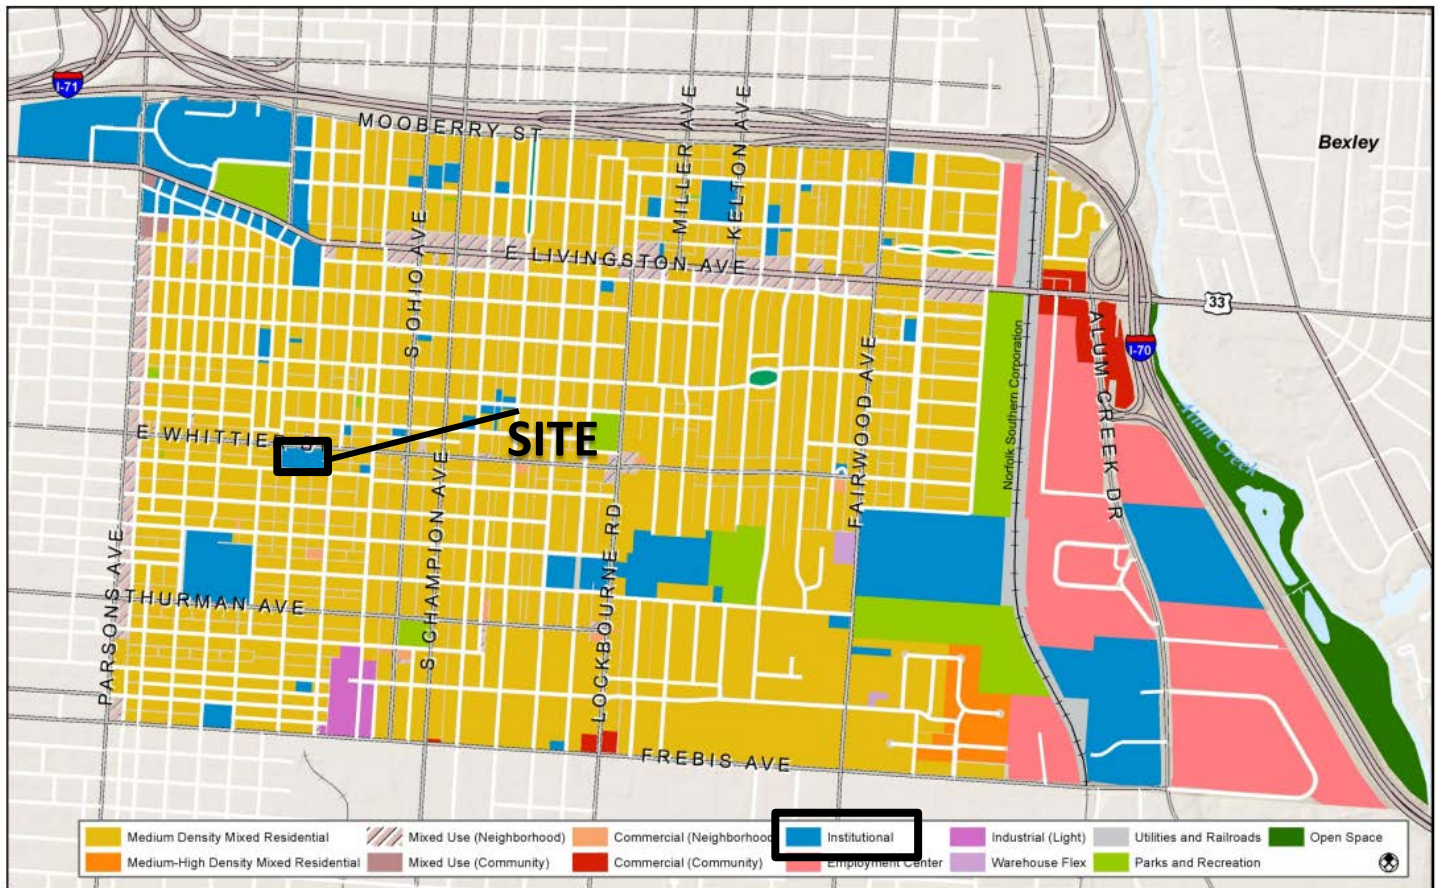 I-71
MOOBERRY ST
MILLER AVE
KELTON AVE
Bexley
S OHIO AVE
E LIVINGSTON AVE
33
Norfolk Southern Corporation
ALUM CREEK DR
I-70
FAIRWOOD AVE
Alum Creek
E WHITTIER S
SITE
PARSONS AVE
S CHAMPION AVE
LOCKBOURNE RD
THURMAN AVE
FREBIS AVE
Medium Density Mixed Residential
Mixed Use (Neighborhood)
Commercial (Neighborhood
Institutional
Industrial (Light)
Utilities and Railroads
Open Space
Medium-High Density Mixed Residential
Mixed Use (Community)
Commercial (Community)
Employment Center
Warehouse Flex
Parks and Recreation